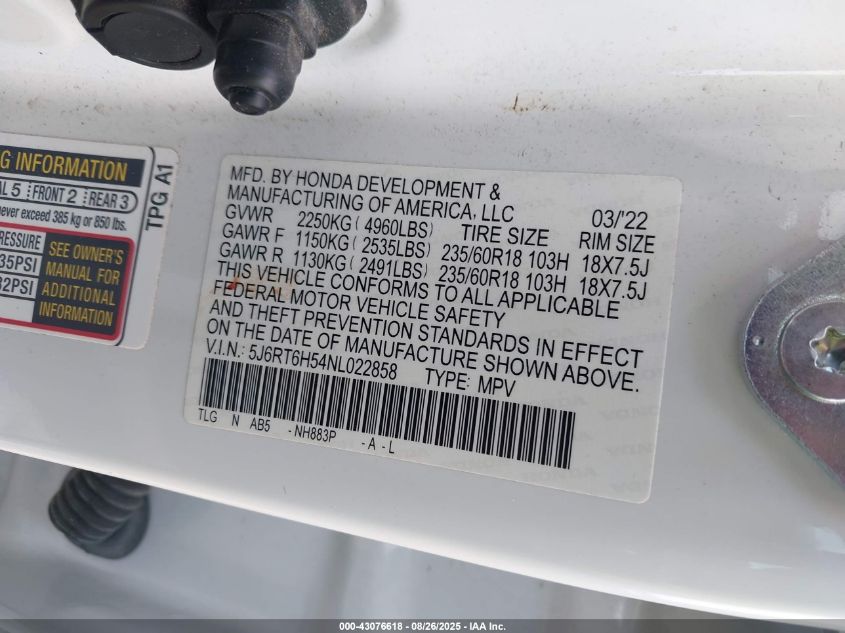 G INFORMATION
AL 5 FRONT 2 REAR 3
never exceed 385 kg or 850 lbs.
RESSURE
35PSI
32PSI
SEE OWNER'S
MANUAL FOR
ADDITIONAL
INFORMATION
TPG A1
MFD. BY HONDA DEVELOPMENT &
MANUFACTURING OF AMERICA, LLC 03/'22
GVWR 2250KG ( 4960LBS) TIRE SIZE RIM SIZE
GAWR F 1150KG ( 2535LBS) 235/60R18 103H 18X7.5J
GAWR R 1130KG ( 2491LBS) 235/60R18 103H 18X7.5J
THIS VEHICLE CONFORMS TO ALL APPLICABLE
FEDERAL MOTOR VEHICLE SAFETY
AND THEFT PREVENTION STANDARDS IN EFFECT
ON THE DATE OF MANUFACTURE SHOWN ABOVE.
V.I.N.: 5J6RT6H54NL022858 TYPE: MPV
TLG N AB5 -NH883P -A-L
000-43076618 - 08/26/2025 - IAA Inc.